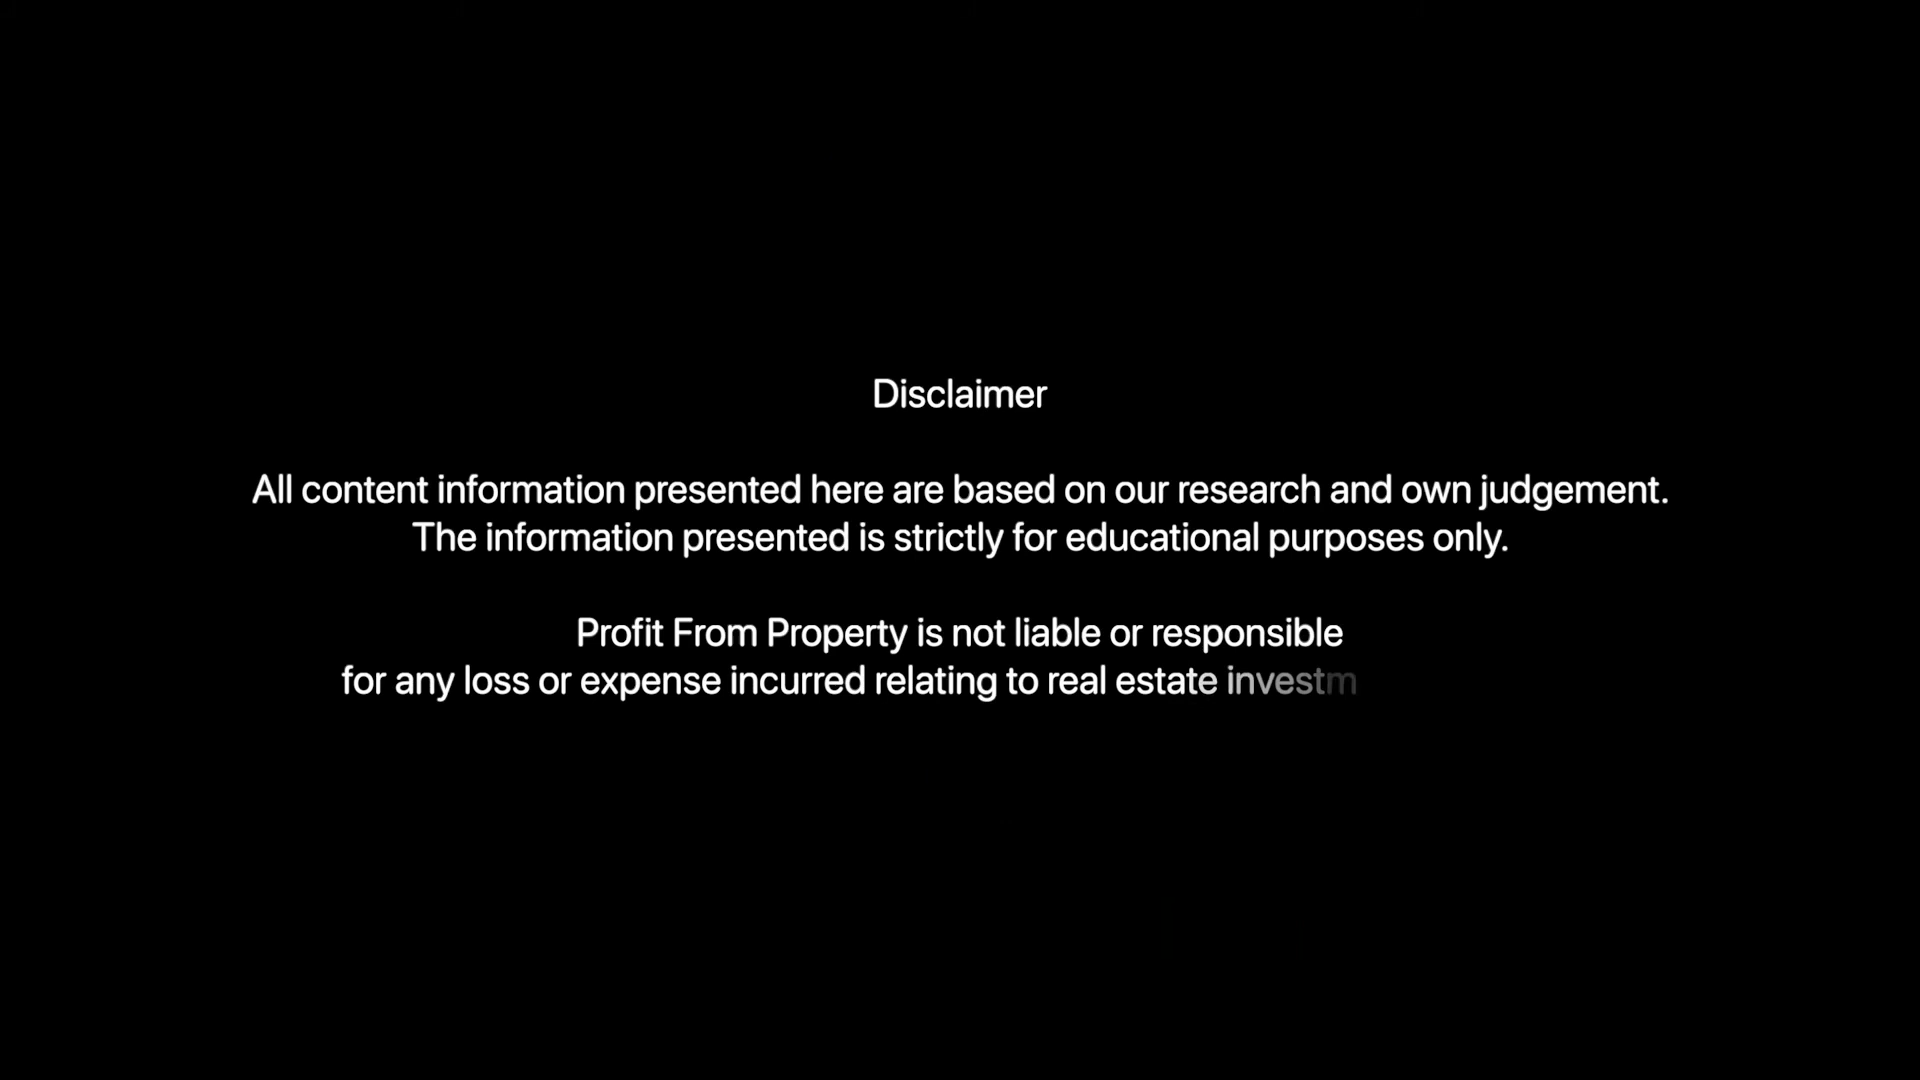 Disclaimer
All content information presented here are based on our research and own judgement.
The information presented is strictly for educational purposes only.
Profit From Property is not liable or responsible
for any loss or expense incurred relating to real estate investm